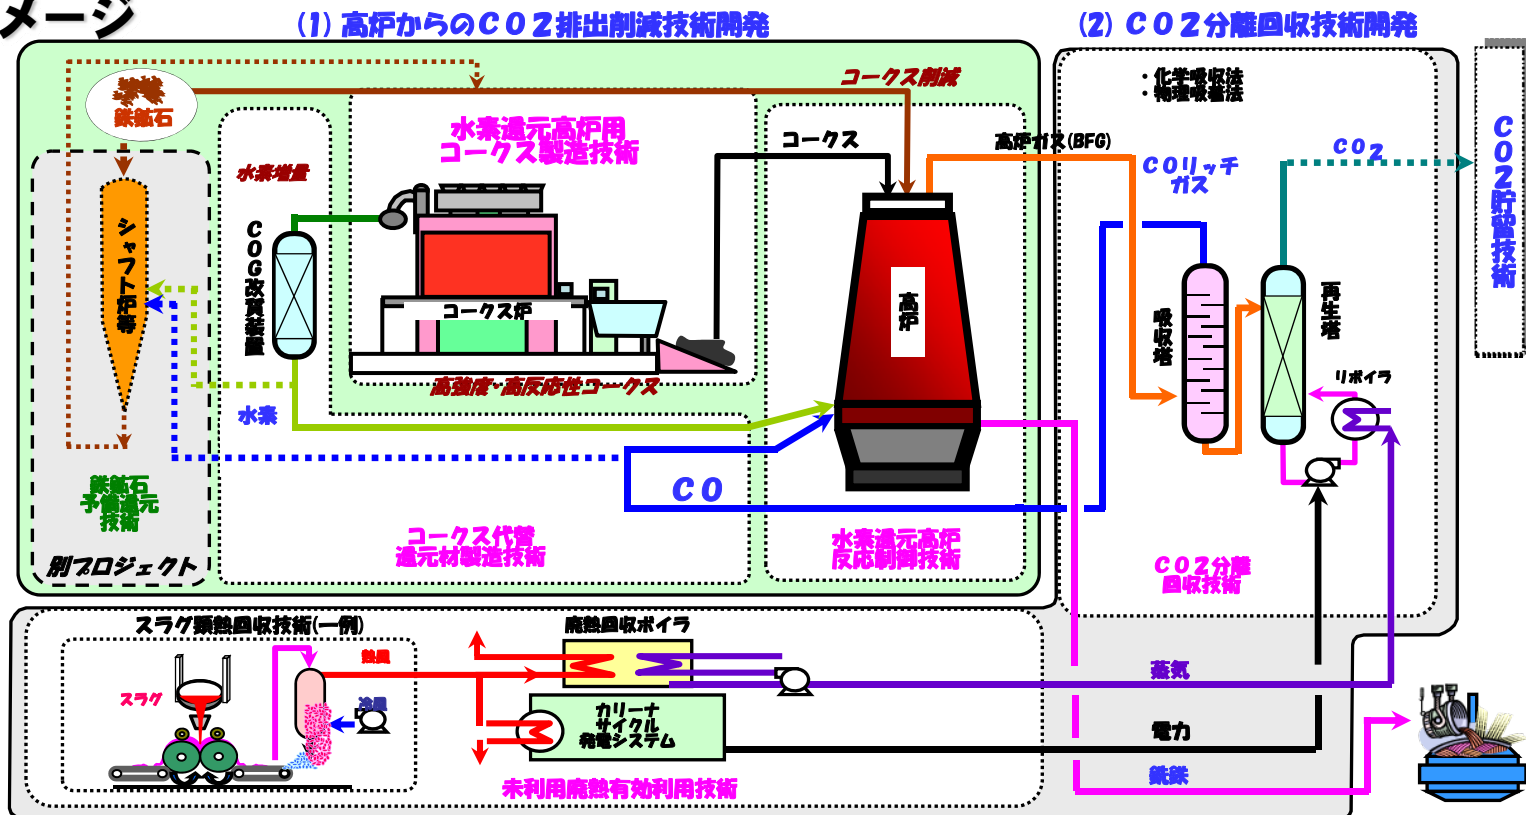 メージ
(1) 高炉からのＣＯ２排出削減技術開発
(2) ＣＯ２分離回収技術開発
鉄鉱石
コークス削減
・化学吸収法
・物理吸着法
水素還元高炉用
コークス製造技術
コークス
高炉ガス(BFG)
ＣＯリッチ
ガス
ＣＯ２
ＣＯ２貯留技術
水素増量
シャフト炉等
ＣＯＧ改質装置
コークス炉
高炉
吸収塔
再生塔
リボイラ
高強度・高反応性コークス
水素
鉄鉱石
予備還元
技術
別プロジェクト
ＣＯ
コークス代替
還元材製造技術
水素還元高炉
反応制御技術
ＣＯ２分離
回収技術
スラグ顕熱回収技術(一例)
廃熱回収ボイラ
熱風
スラグ
冷風
カリーナ
サイクル
発電システム
蒸気
電力
銑鉄
未利用廃熱有効利用技術